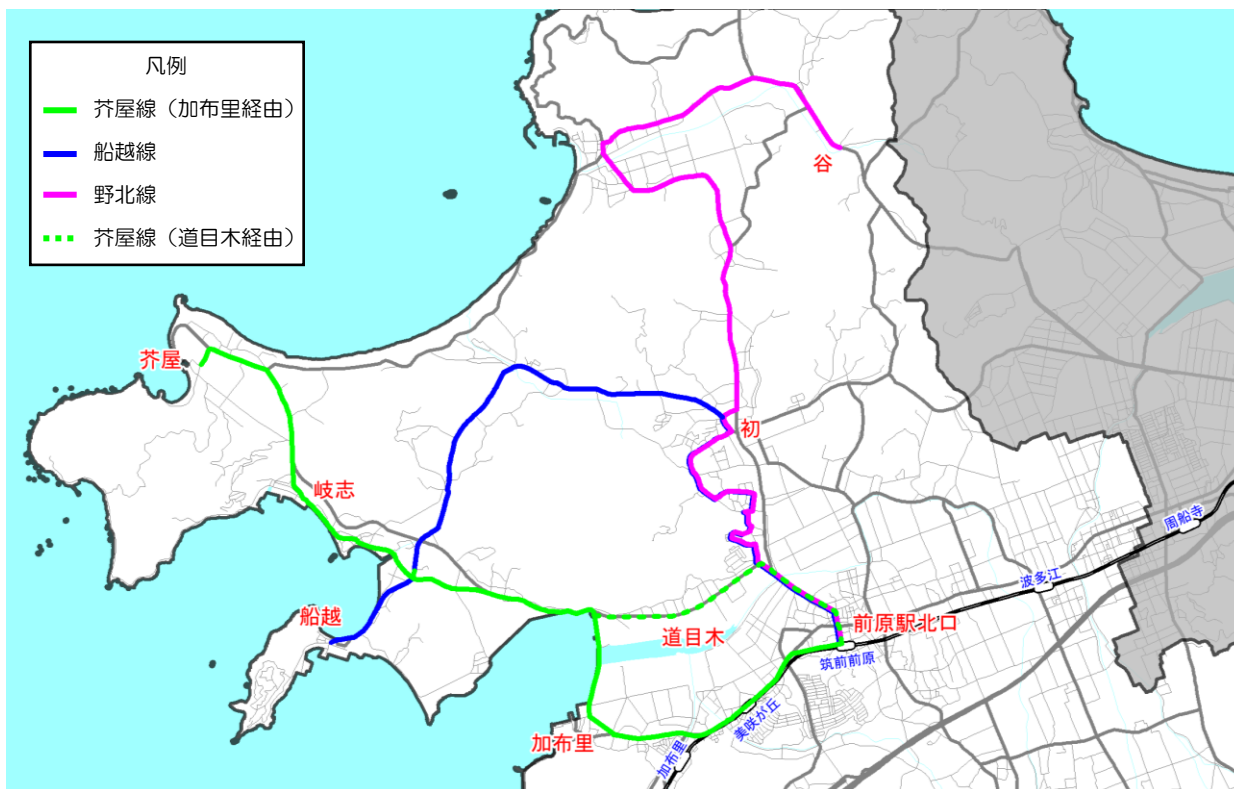 凡例
芥屋線（加布里経由）
船越線
野北線
芥屋線（道目木経由）
谷
芥屋
初
岐志
周船寺
波多江
船越
道目木
前原駅北口
筑前前原
美咲が丘
加布里
加布里